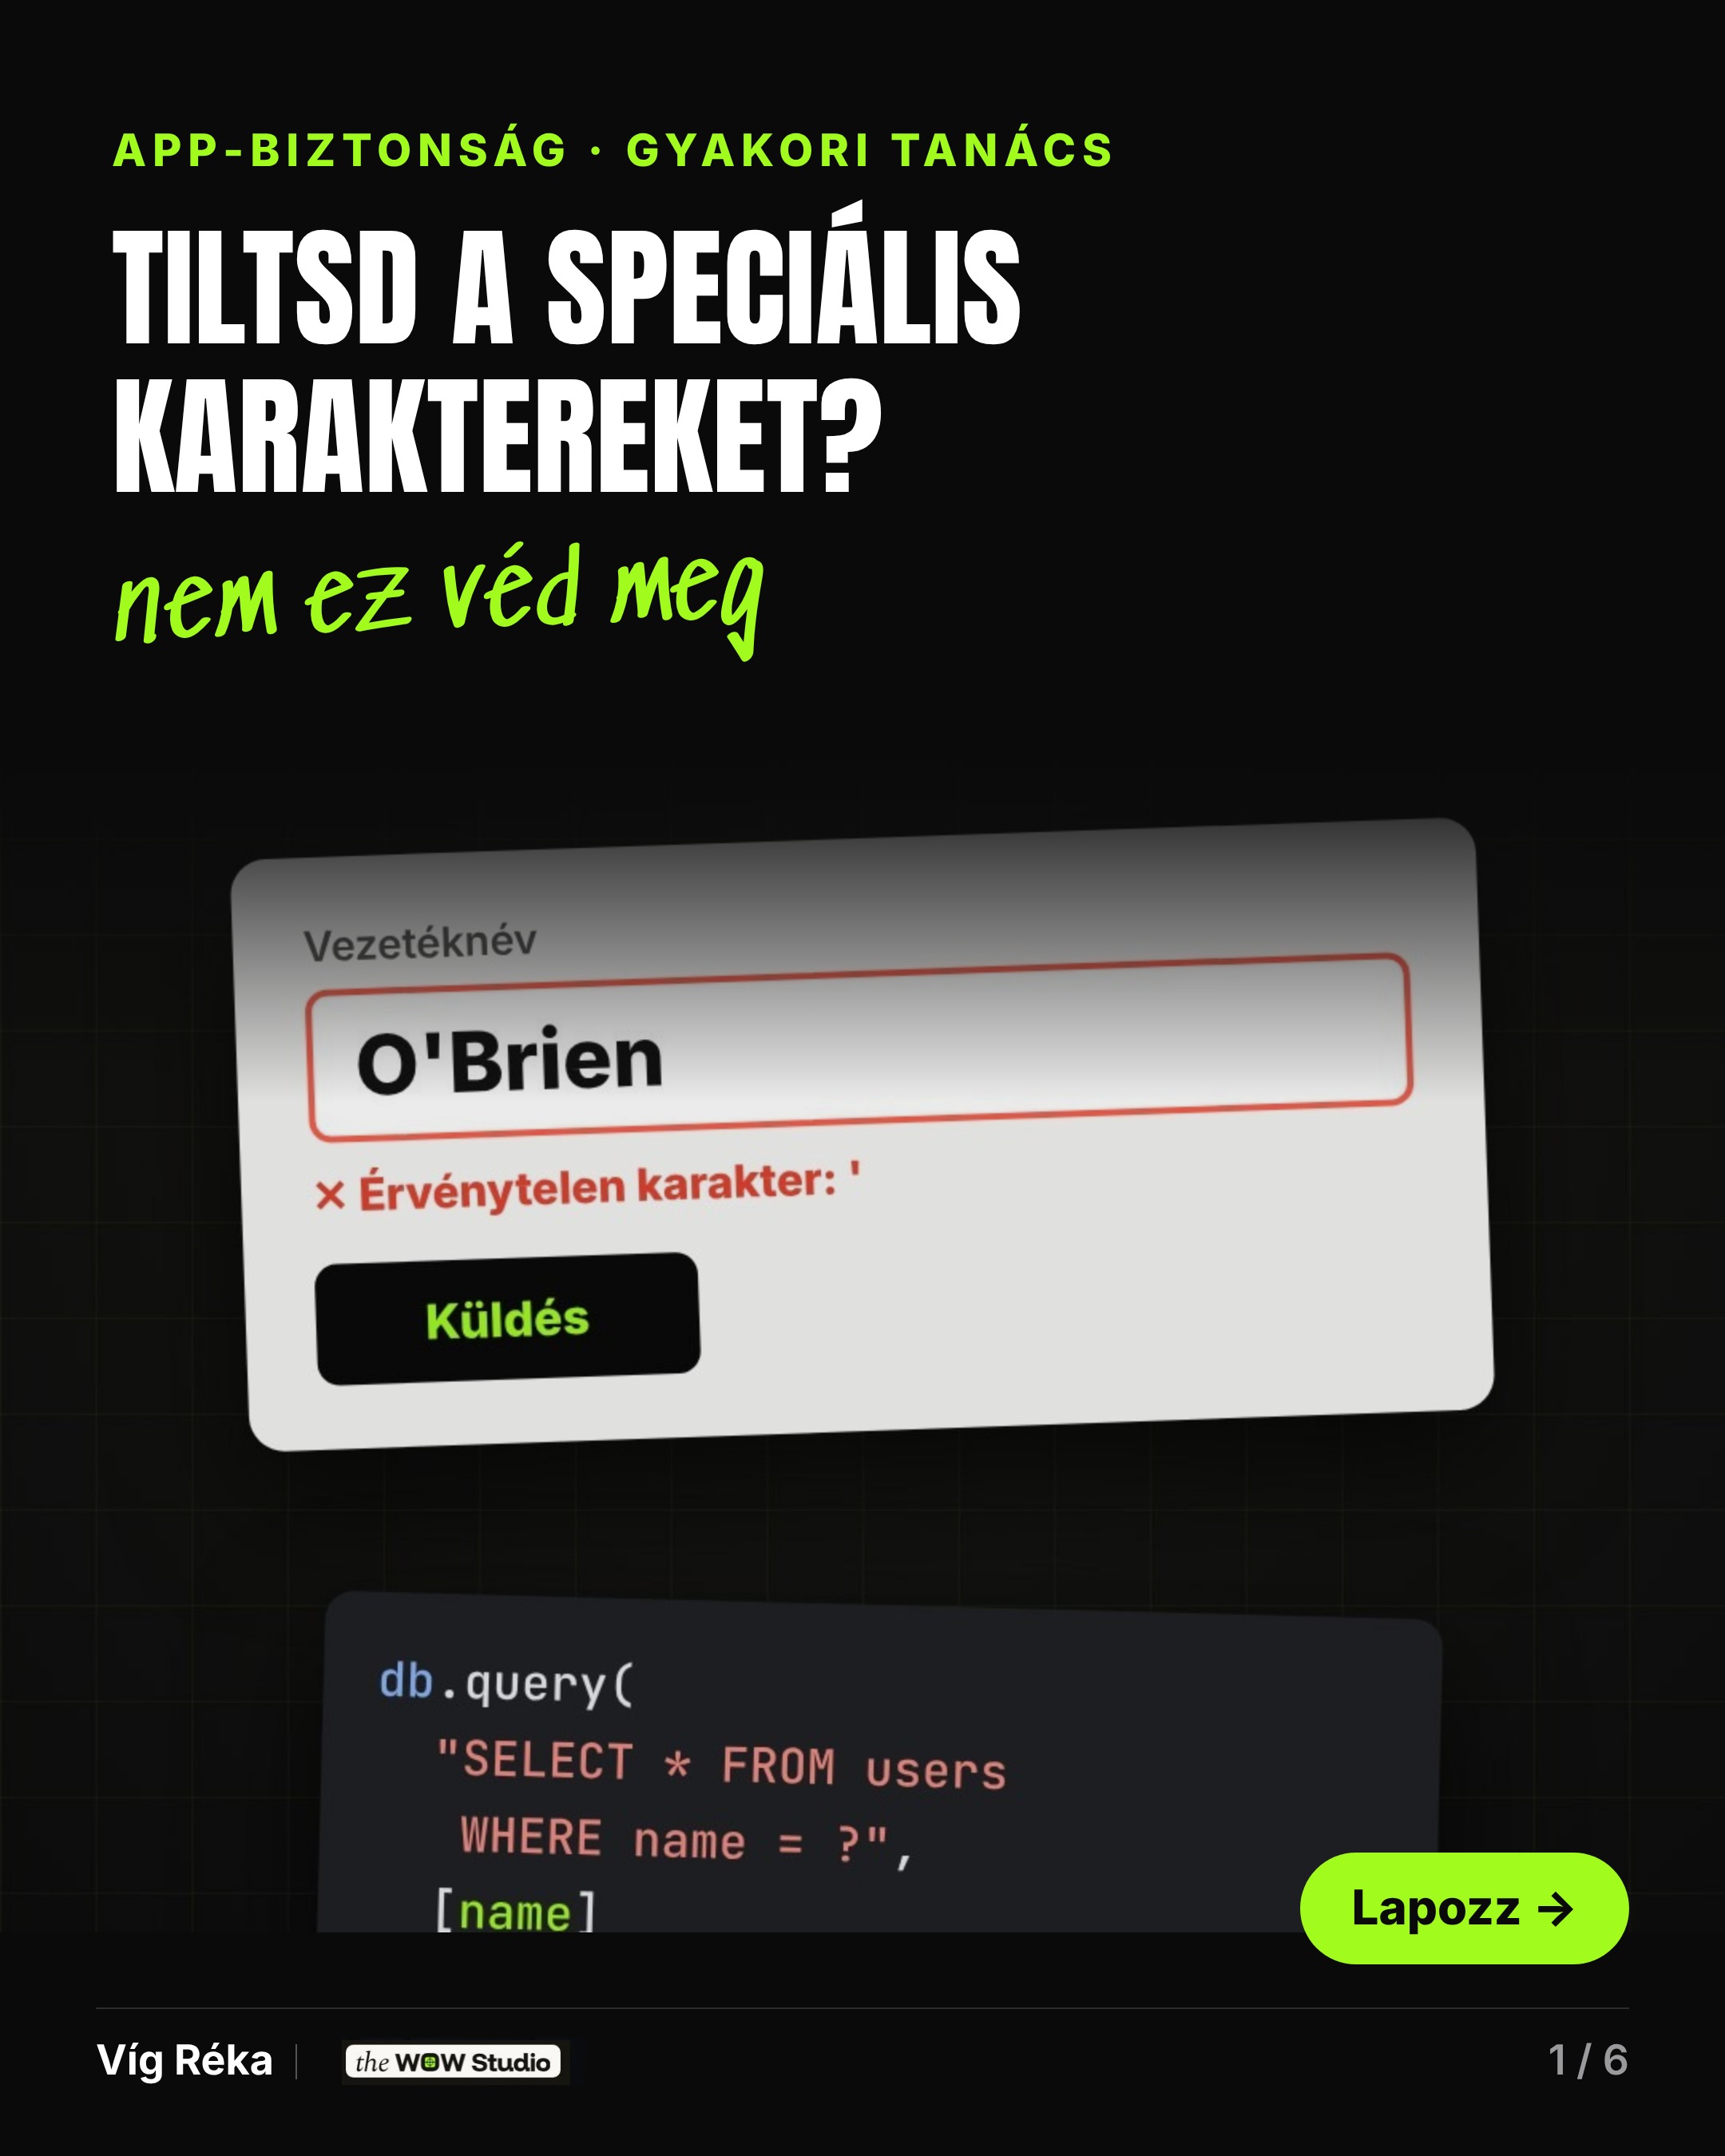 APP-BIZTONSÁG · GYAKORI TANÁCS
TILTSD A SPECIÁLIS
KARAKTEREKET?
nem ez véd meg
Vezetéknév
O'Brien
× Érvénytelen karakter: '
Küldés
db.query(
"SELECT * FROM users
WHERE name = ?",
[name]
Lapozz →
Víg Réka
the WOW Studio
1 / 6